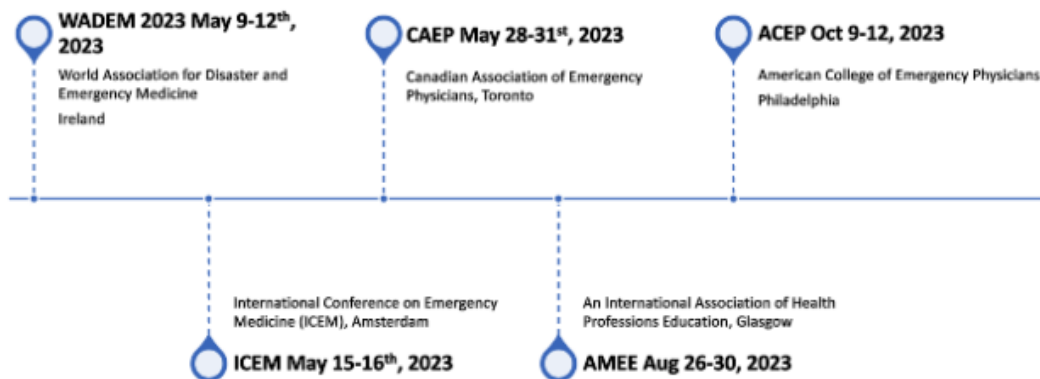 WADEM 2023 May 9-12th,
2023
World Association for Disaster and
Emergency Medicine
Ireland
CAEP May 28-31st, 2023
Canadian Association of Emergency
Physicians, Toronto
ACEP Oct 9-12, 2023
American College of Emergency Physicians
Philadelphia
International Conference on Emergency
Medicine (ICEM), Amsterdam
ICEM May 15-16th, 2023
An International Association of Health
Professions Education, Glasgow
AMEE Aug 26-30, 2023